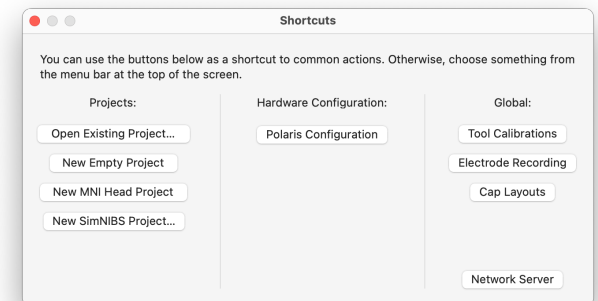 Shortcuts
You can use the buttons below as a shortcut to common actions. Otherwise, choose something from
the menu bar at the top of the screen.
Projects:
Open Existing Project...
New Empty Project
New MNI Head Project
New SimNIBS Project...
Hardware Configuration:
Polaris Configuration
Global:
Tool Calibrations
Electrode Recording
Cap Layouts
Network Server